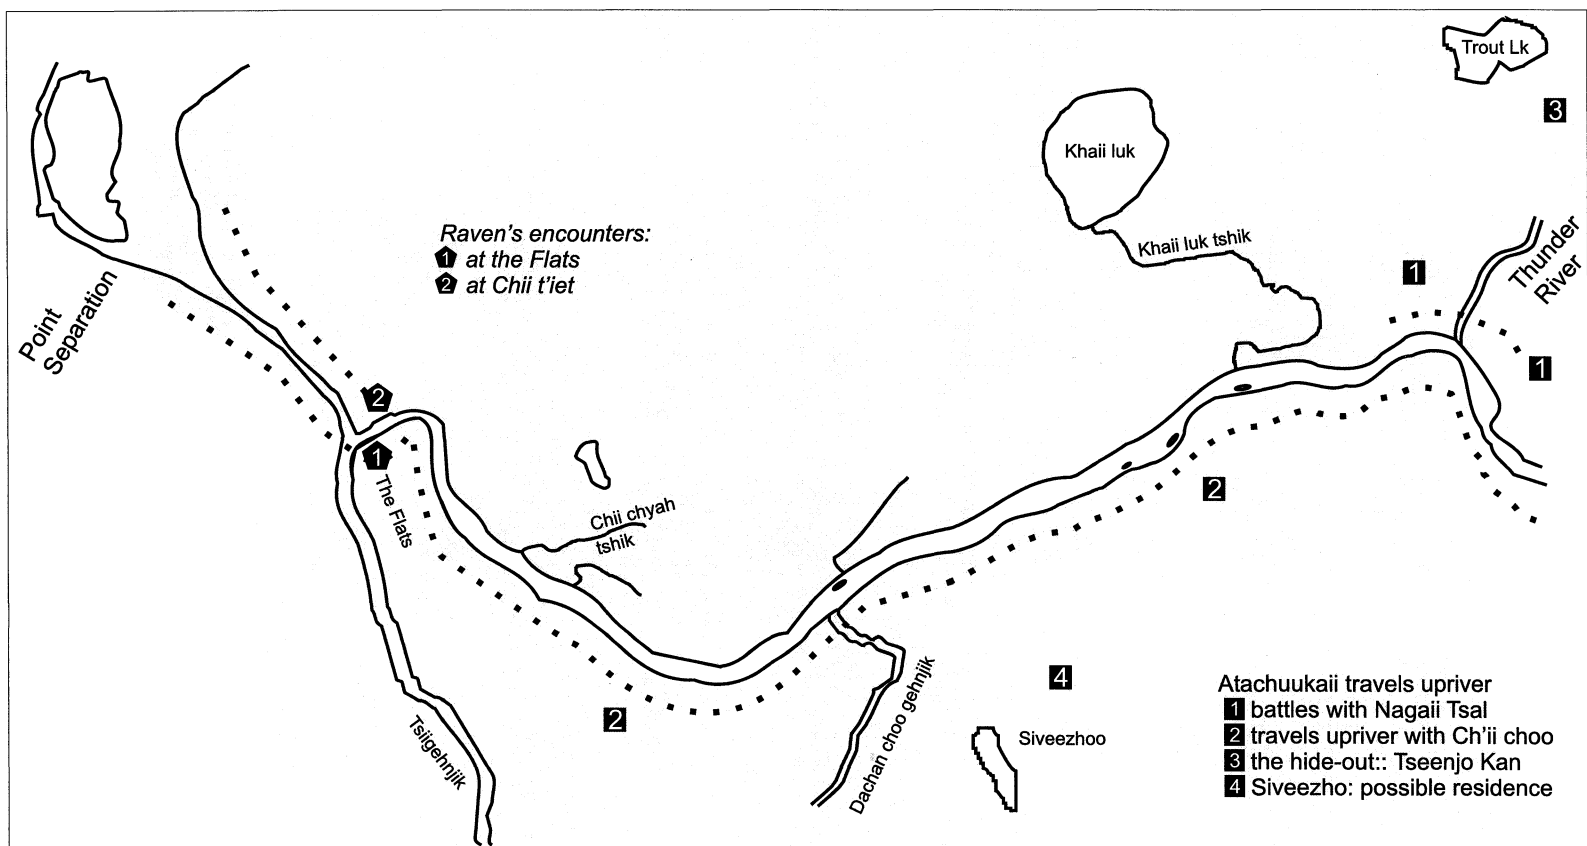 Trout Lk
3
Khaii luk
Khaii luk tshik
Thunder
River
1
1
Raven's encounters:
1 at the Flats
2 at Chii t'iet
Point
Separation
2
1
The Flats
Chii chyah
tshik
2
2
4
Siveezhoo
Tsiigehnjik
Dachan choo gehnjik
Atachuukaii travels upriver
1 battles with Nagaii Tsal
2 travels upriver with Ch'ii choo
3 the hide-out:: Tseenjo Kan
4 Siveezho: possible residence